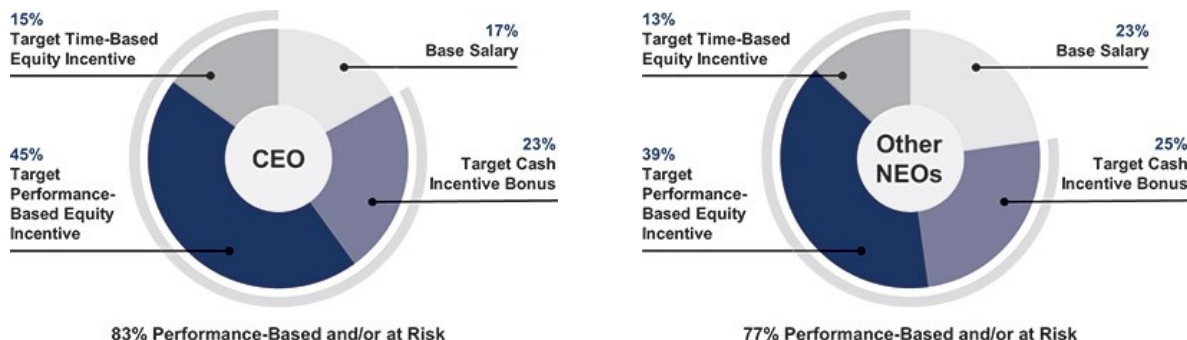 15%
Target Time-Based
Equity Incentive
17%
Base Salary
45%
Target
Performance-
Based Equity
Incentive
CEO
23%
Target Cash
Incentive Bonus
83% Performance-Based and/or at Risk
13%
Target Time-Based
Equity Incentive
23%
Base Salary
39%
Target
Performance-
Based Equity
Incentive
Other
NEOs
25%
Target Cash
Incentive Bonus
77% Performance-Based and/or at Risk